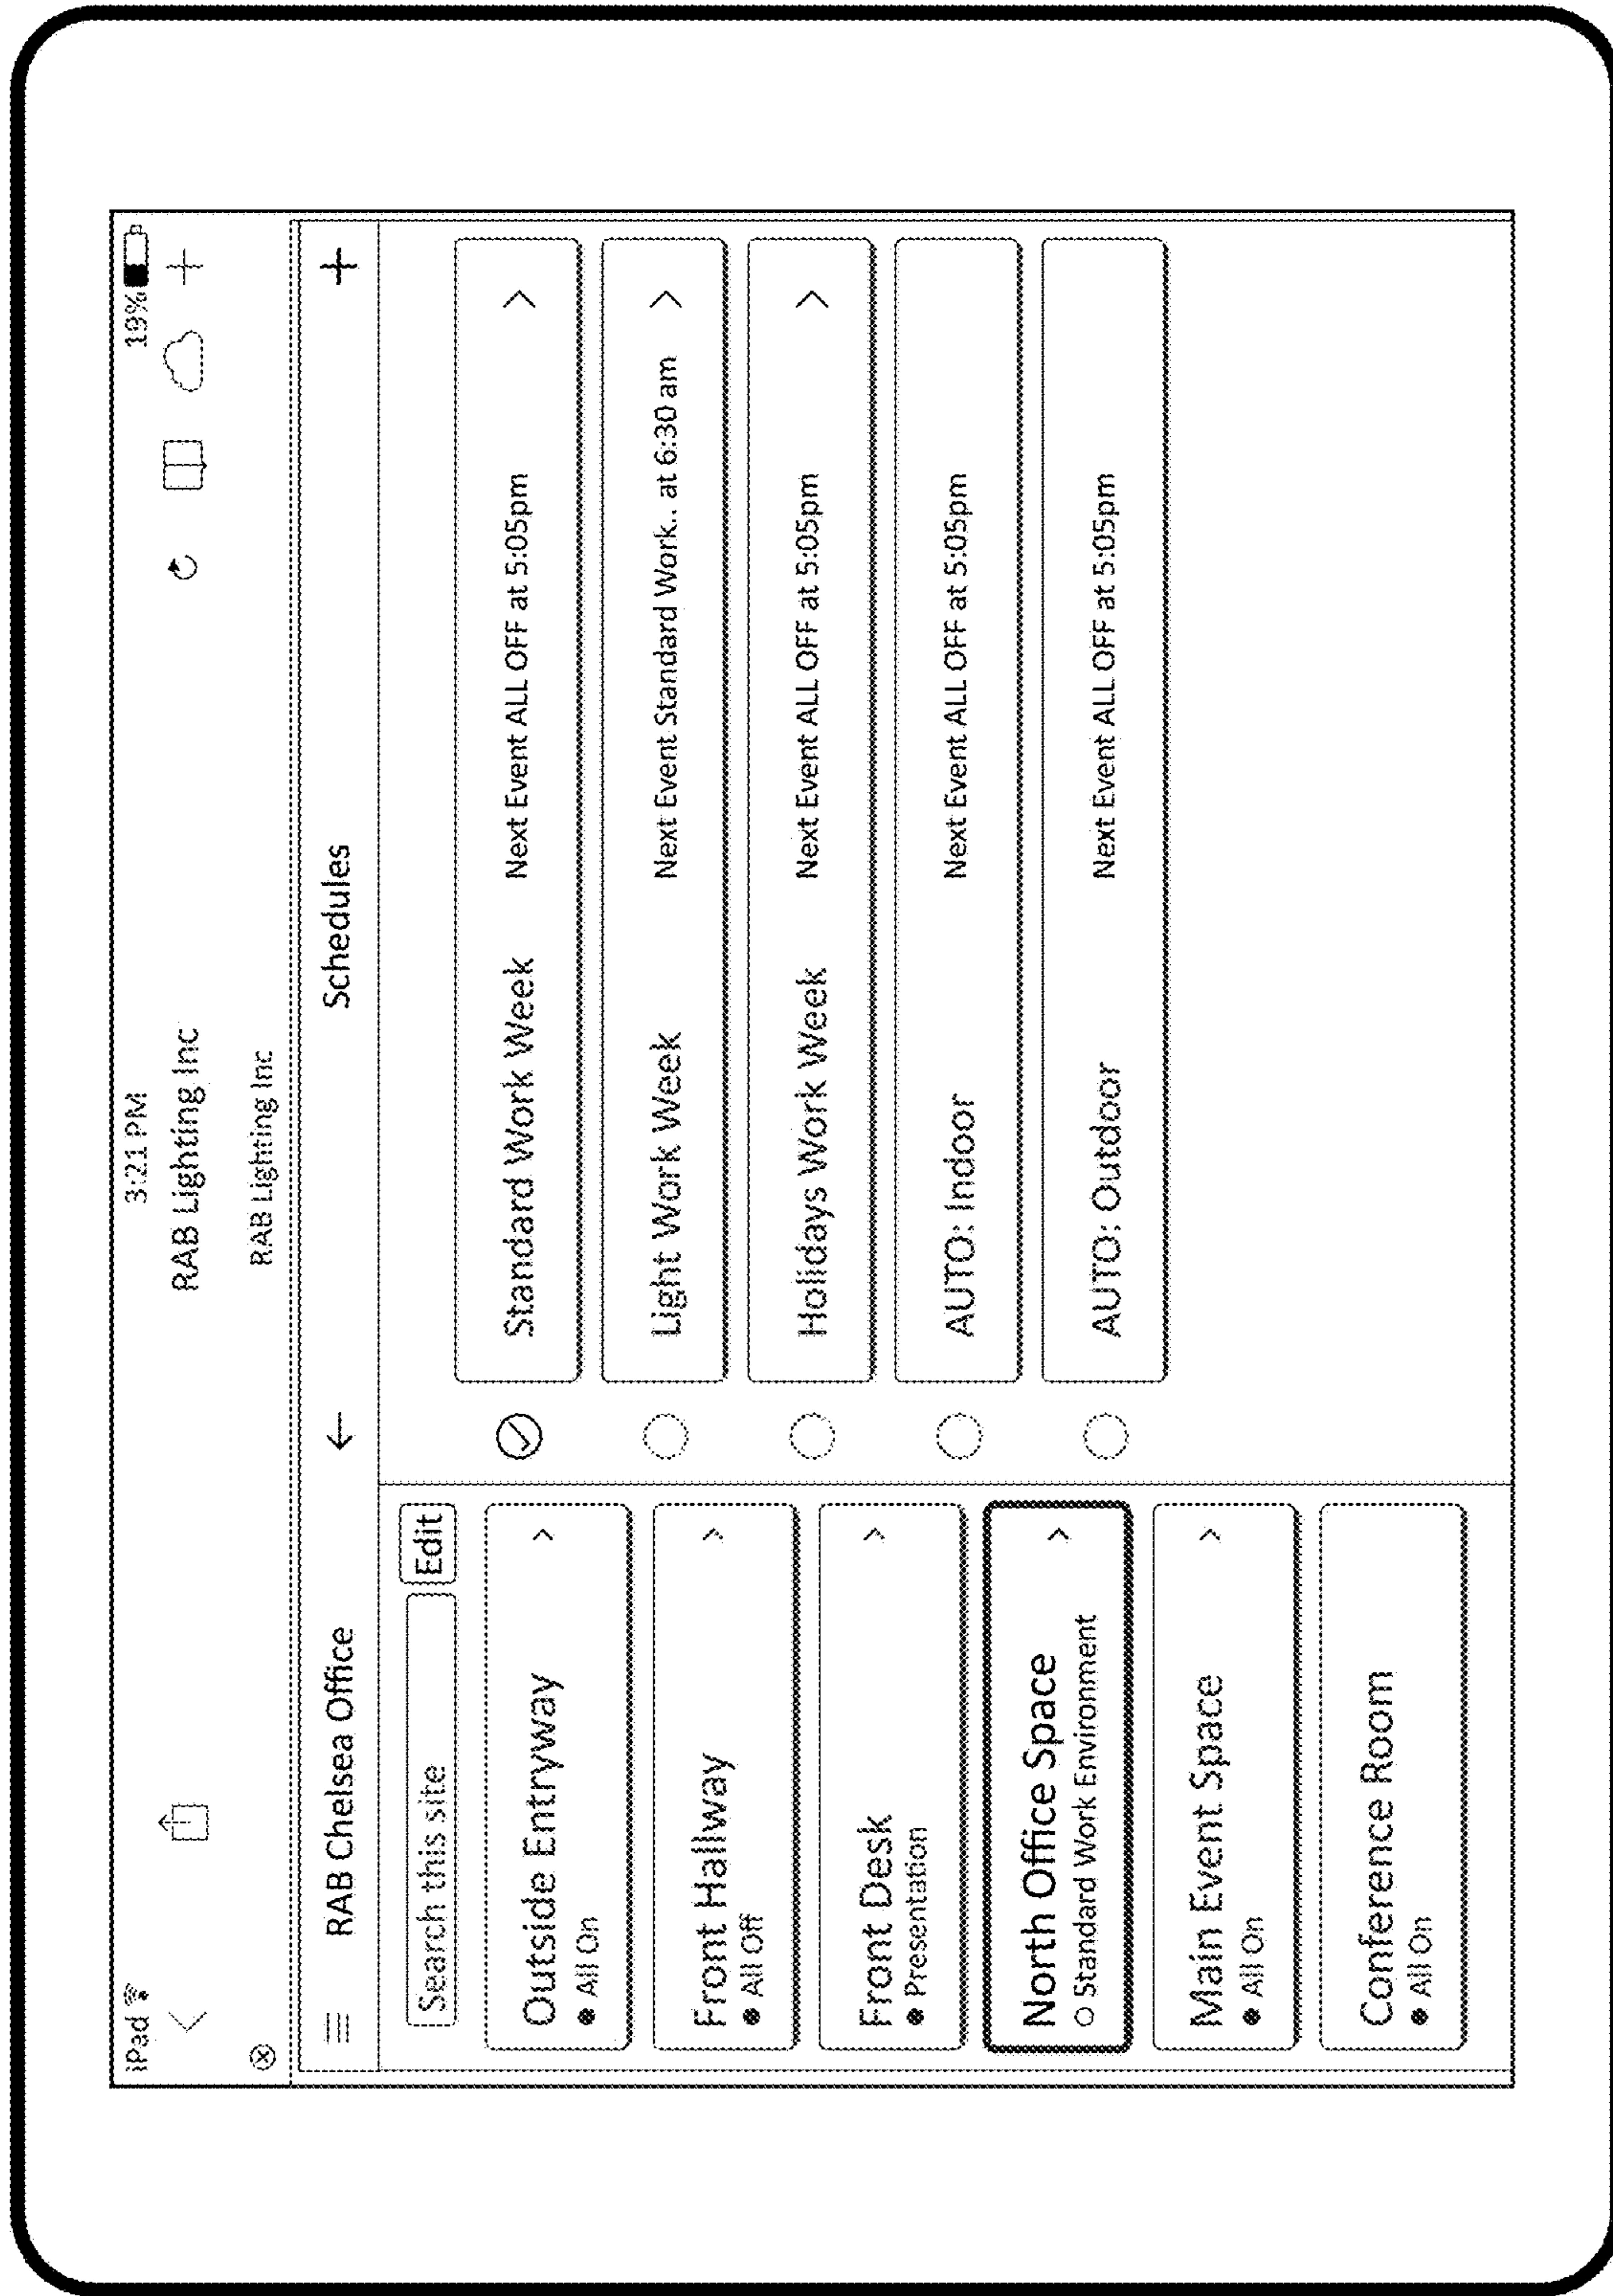 iPad 3:21 PM 19%
RAB Lighting Inc
RAB Lighting Inc
RAB Chelsea Office
Schedules
Search this site
Edit
Outside Entryway
All On
Front Hallway
All Off
Front Desk
Presentation
North Office Space
Standard Work Environment
Main Event Space
All On
Conference Room
All On
Standard Work Week Next Event ALL OFF at 5:05pm
Light Work Week Next Event Standard Work.. at 6:30 am
Holidays Work Week Next Event ALL OFF at 5:05pm
AUTO: Indoor Next Event ALL OFF at 5:05pm
AUTO: Outdoor Next Event ALL OFF at 5:05pm